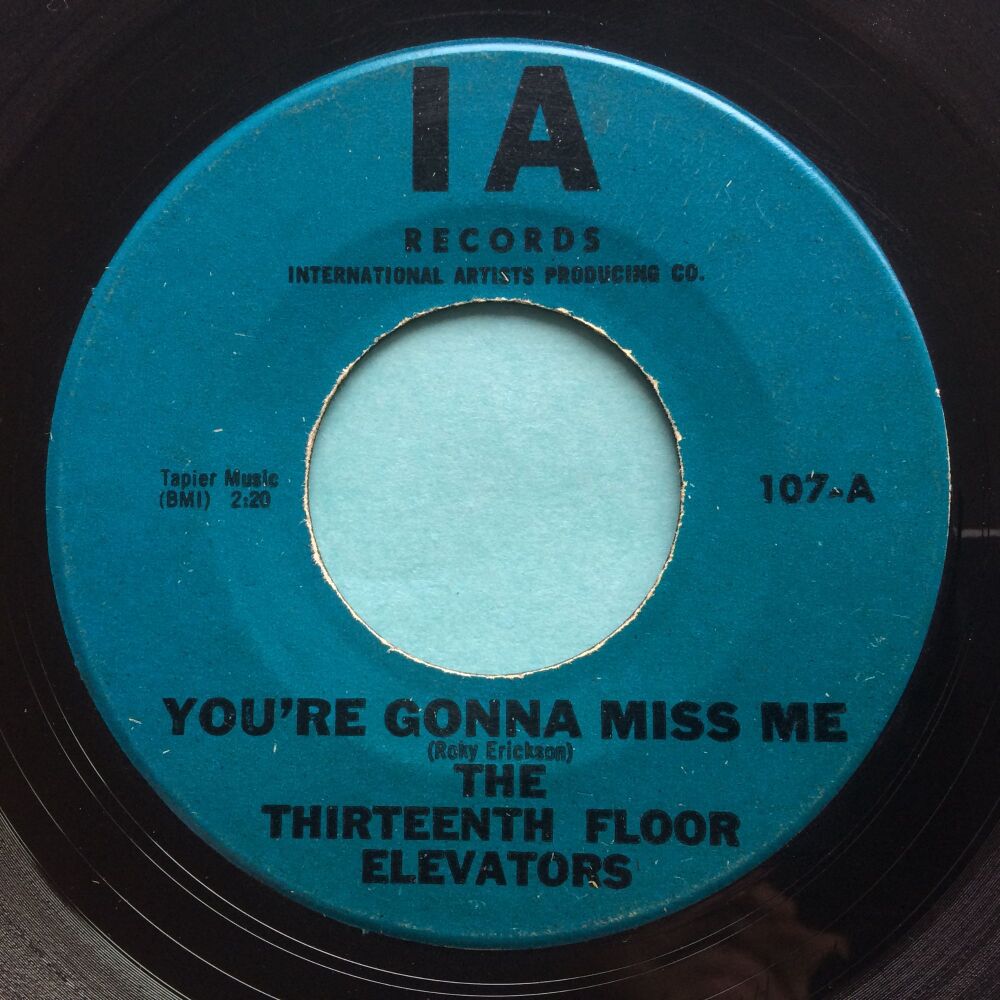 IA
RECORDS
INTERNATIONAL ARTISTS PRODUCING CO.
Tapier Music
(BMI) 2:20
107-A
YOU'RE GONNA MISS ME
(Roky Erickson)
THE
THIRTEENTH FLOOR
ELEVATORS